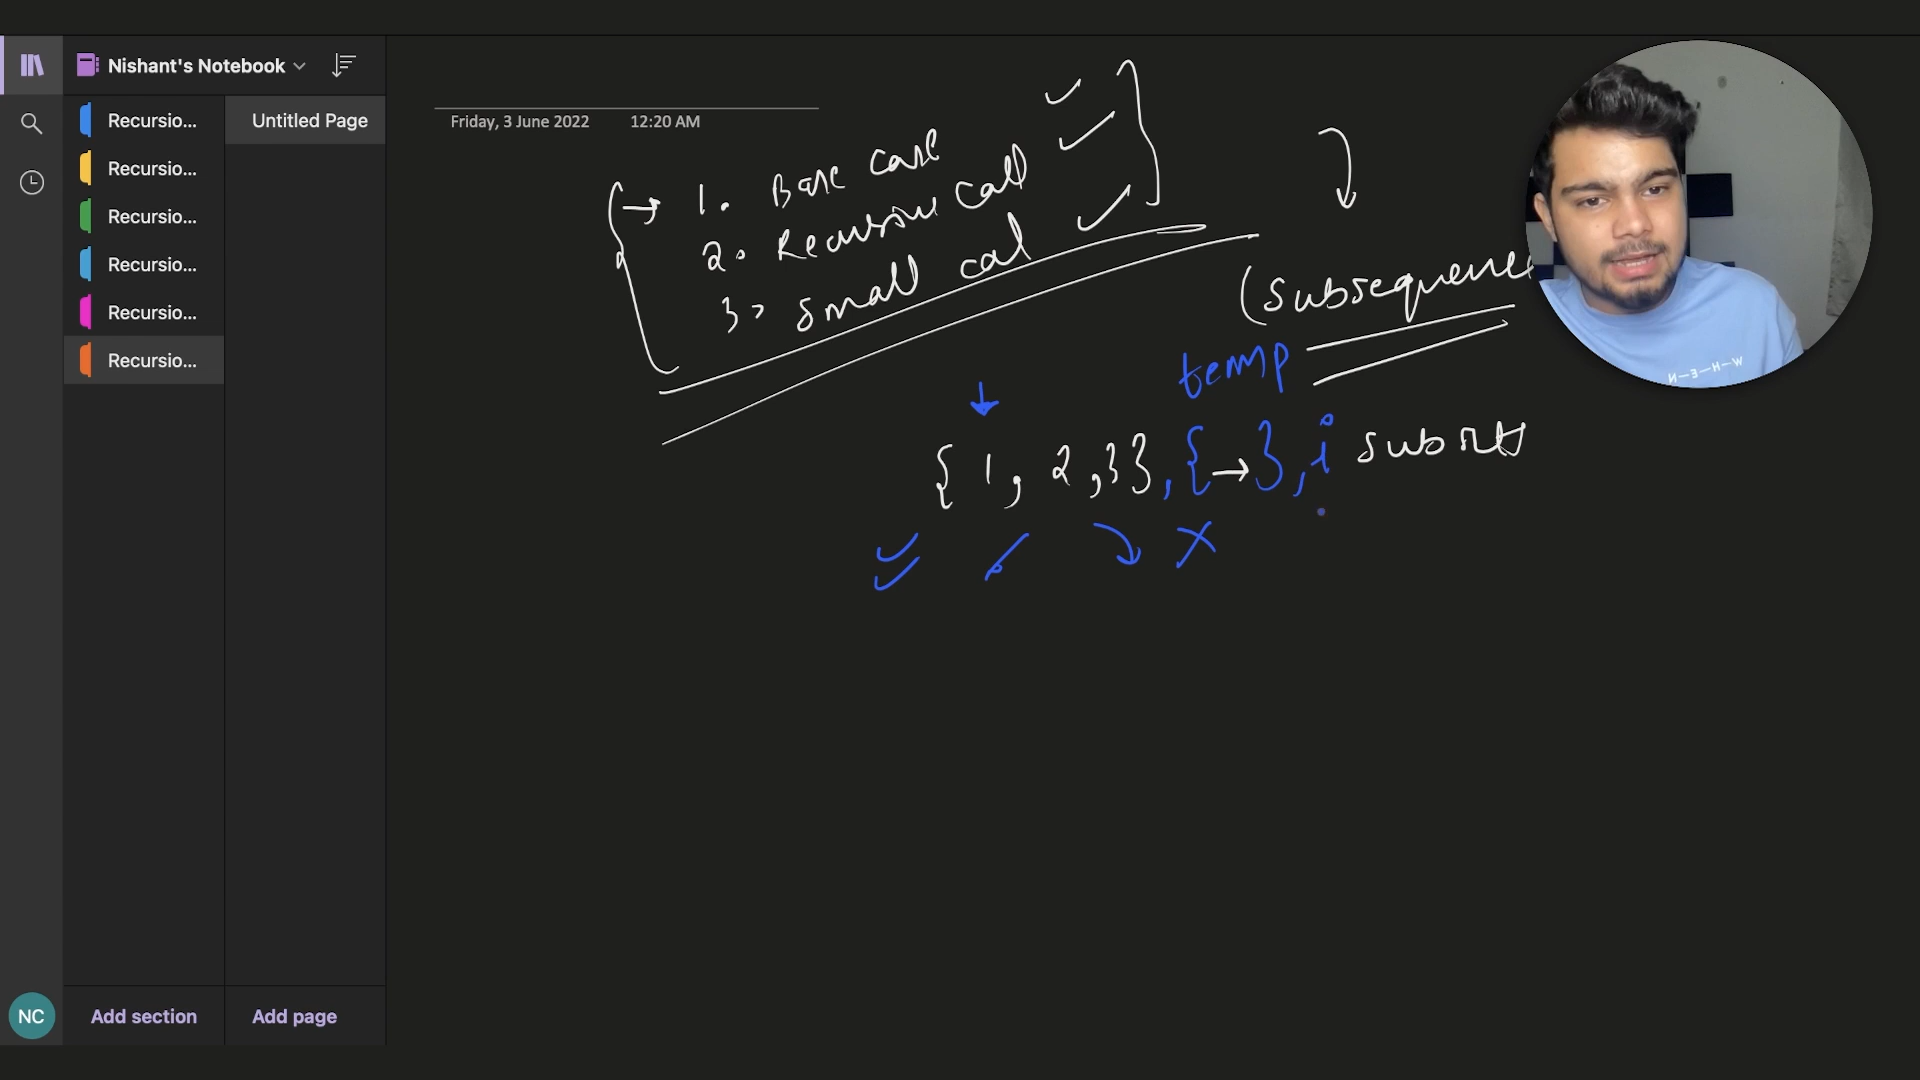 Nishant's Notebook
Recursio...
Recursio...
Recursio...
Recursio...
Recursio...
Recursio...
Untitled Page
Friday, 3 June 2022 12:20 AM
→ 1. Base case
2. Recursive call
3. small cal
(subsequence
temp
{ 1, 2, 3}, {→}, i subsets
И-Ǝ-H-W
NC
Add section
Add page